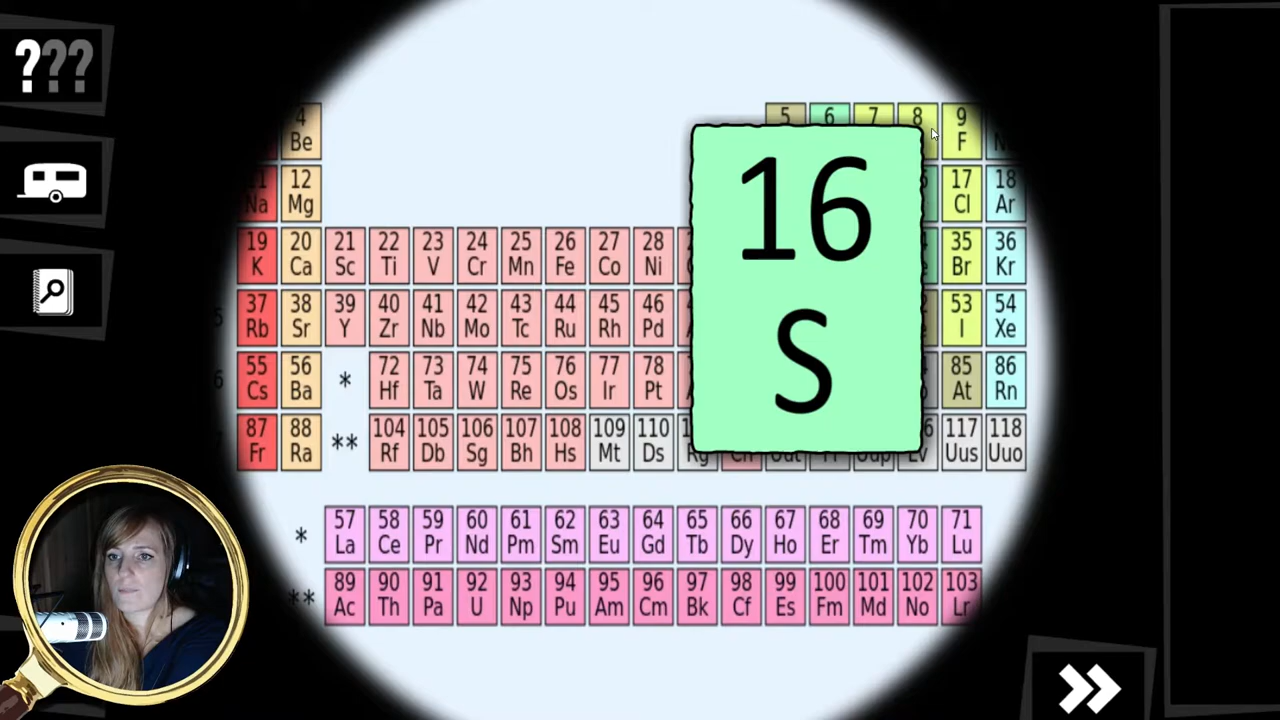 ???
4 5 6 7 8 9
Be F
11 12 17 18
Na Mg Cl Ar
16
S
19 20 21 22 23 24 25 26 27 28 35 36
K Ca Sc Ti V Cr Mn Fe Co Ni Br Kr
37 38 39 40 41 42 43 44 45 46 53 54
Rb Sr Y Zr Nb Mo Tc Ru Rh Pd I Xe
55 56 * 72 73 74 75 76 77 78 85 86
Cs Ba Hf Ta W Re Os Ir Pt At Rn
87 88 ** 104 105 106 107 108 109 110 117 118
Fr Ra Rf Db Sg Bh Hs Mt Ds Rg Cn Uut Uup Lv Uus Uuo
* 57 58 59 60 61 62 63 64 65 66 67 68 69 70 71
La Ce Pr Nd Pm Sm Eu Gd Tb Dy Ho Er Tm Yb Lu
** 89 90 91 92 93 94 95 96 97 98 99 100 101 102 103
Ac Th Pa U Np Pu Am Cm Bk Cf Es Fm Md No Lr